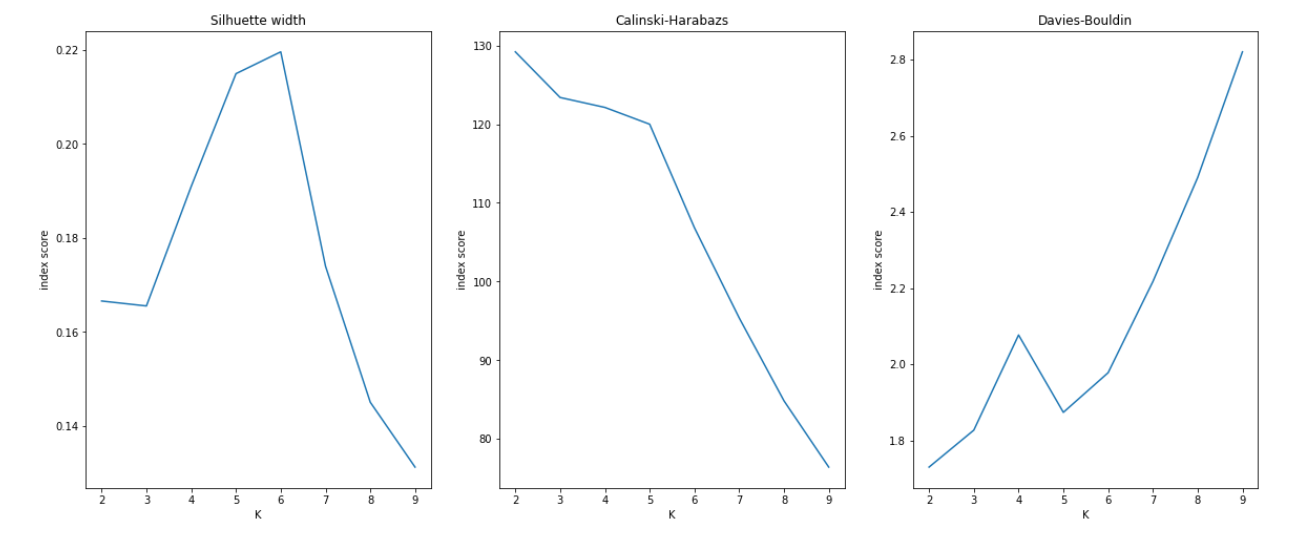 Silhuette width
0.22
0.20
0.18
0.16
0.14
index score
2 3 4 5 6 7 8 9
K
Calinski-Harabazs
130
120
110
100
90
80
index score
2 3 4 5 6 7 8 9
K
Davies-Bouldin
2.8
2.6
2.4
2.2
2.0
1.8
index score
2 3 4 5 6 7 8 9
K